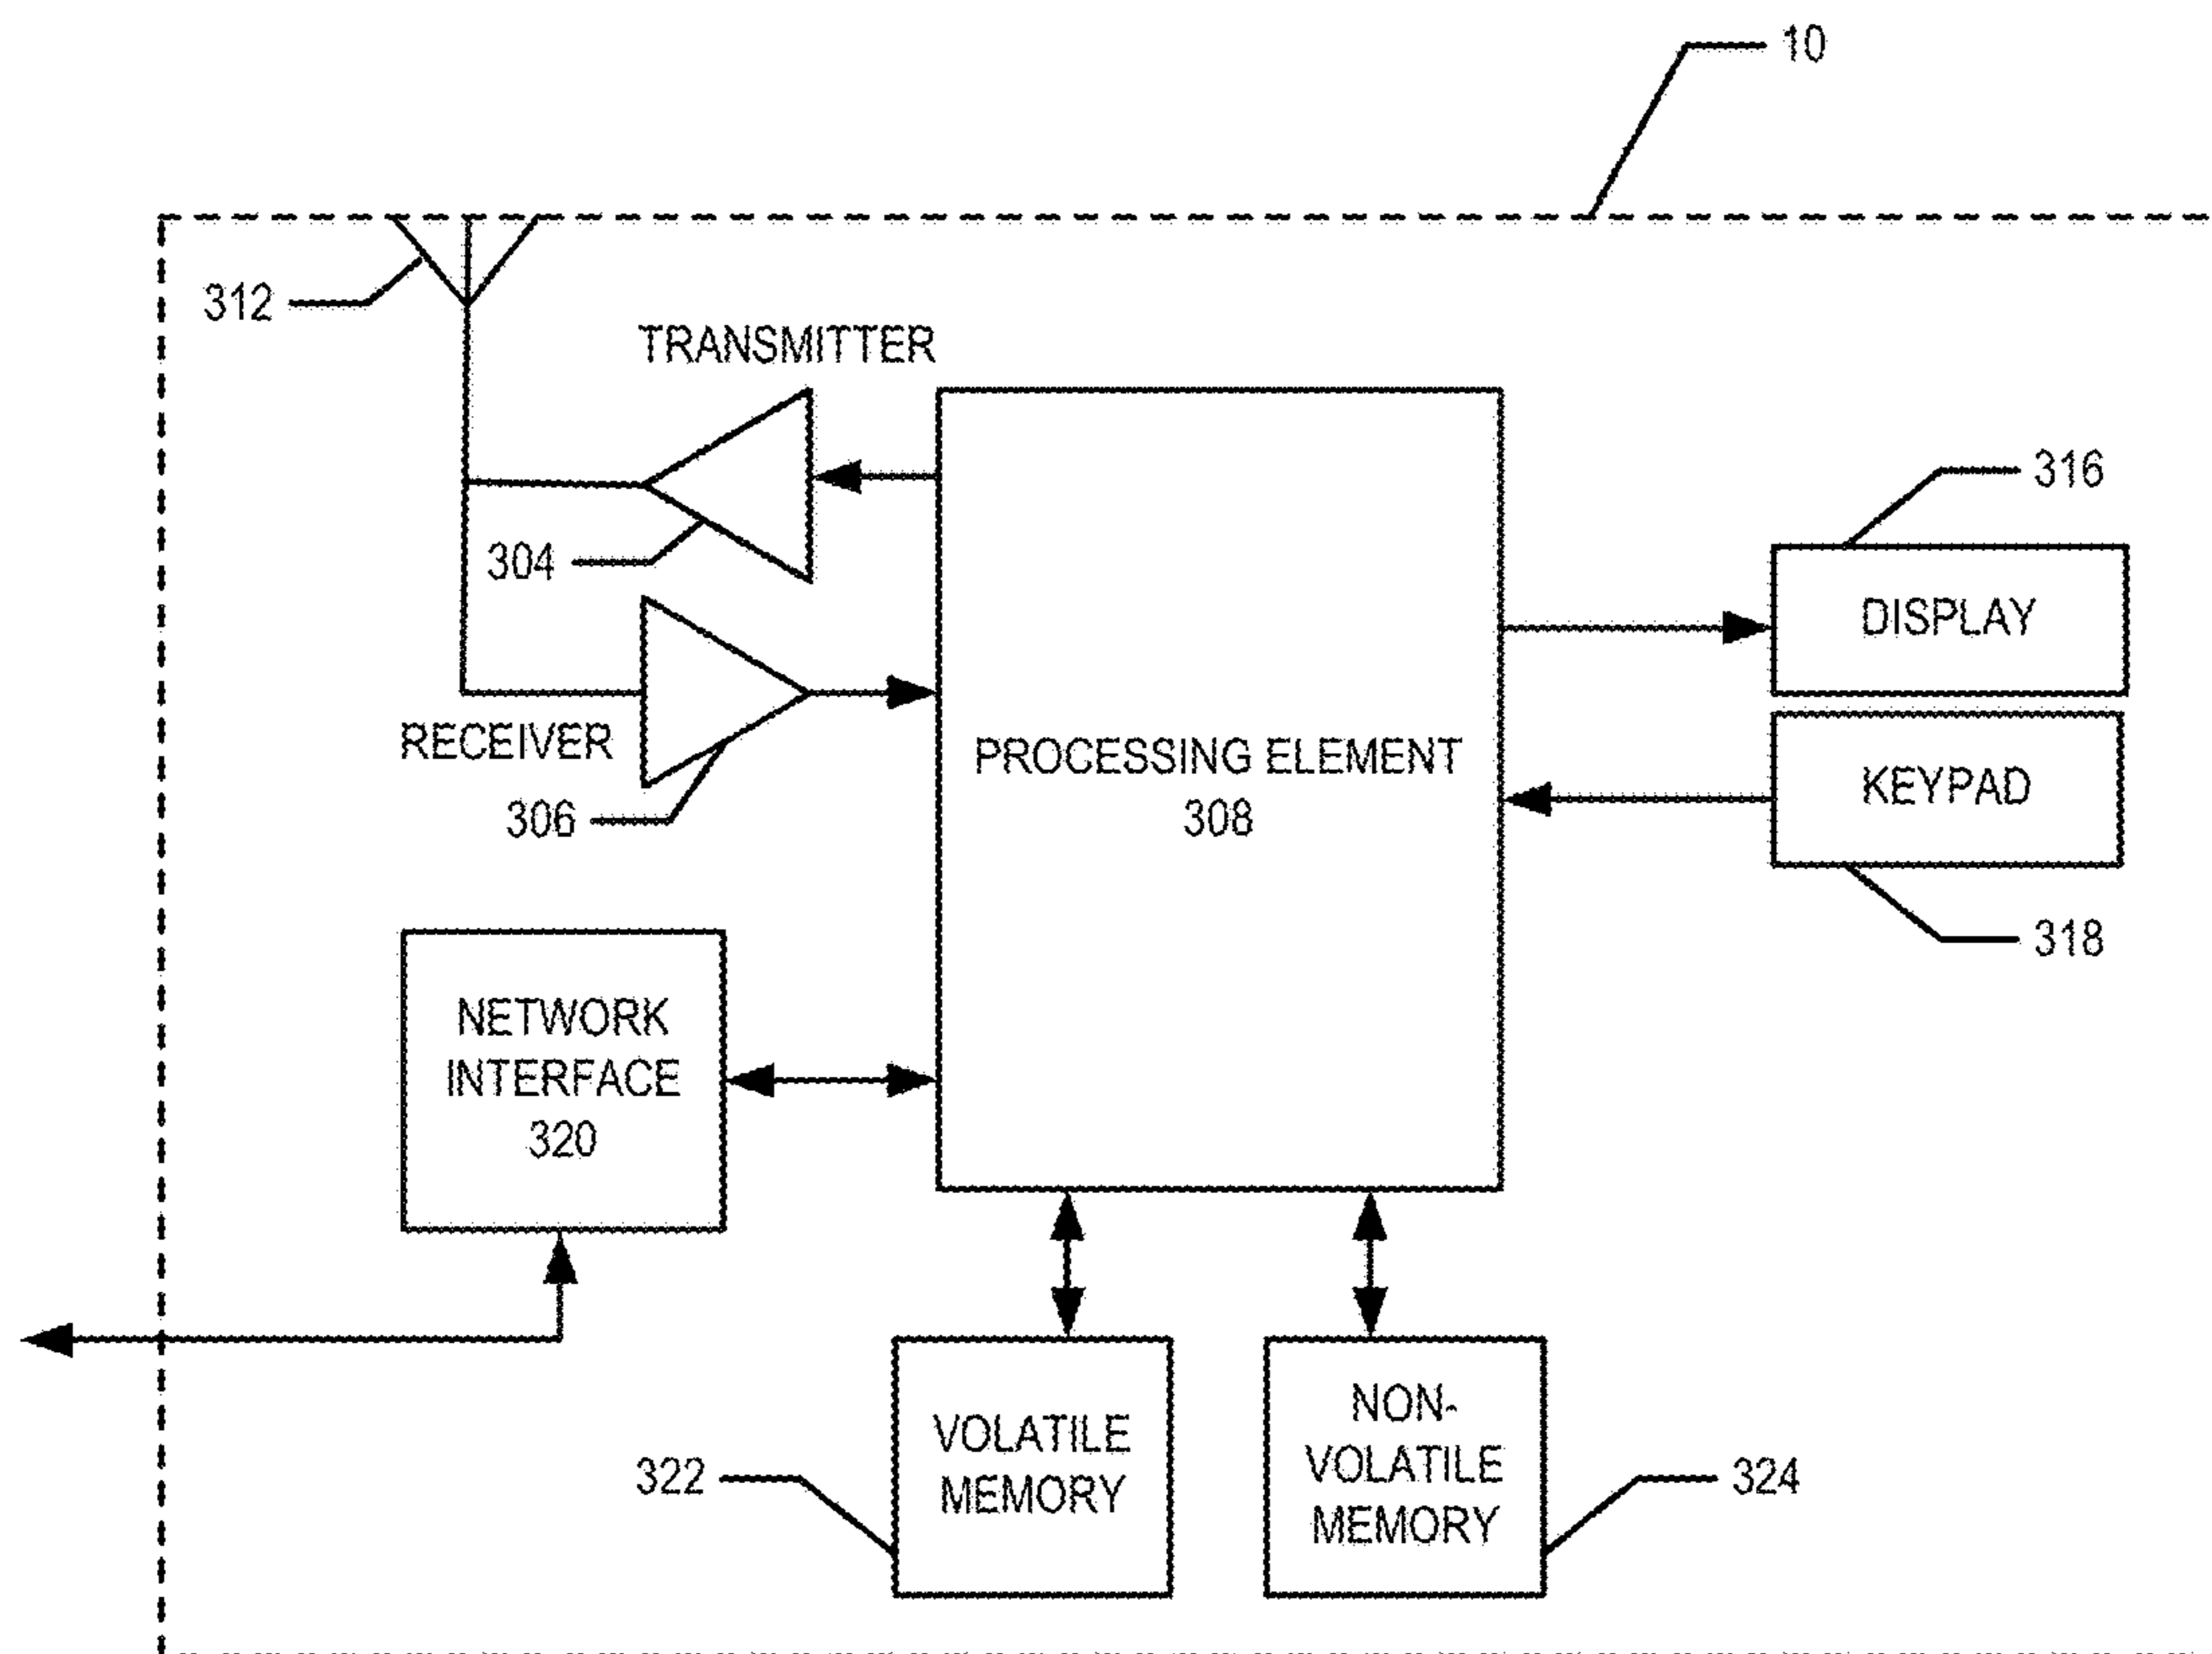 10
312
TRANSMITTER
304
316
DISPLAY
RECEIVER
306
PROCESSING ELEMENT
308
KEYPAD
318
NETWORK
INTERFACE
320
322
VOLATILE
MEMORY
NON-
VOLATILE
MEMORY
324